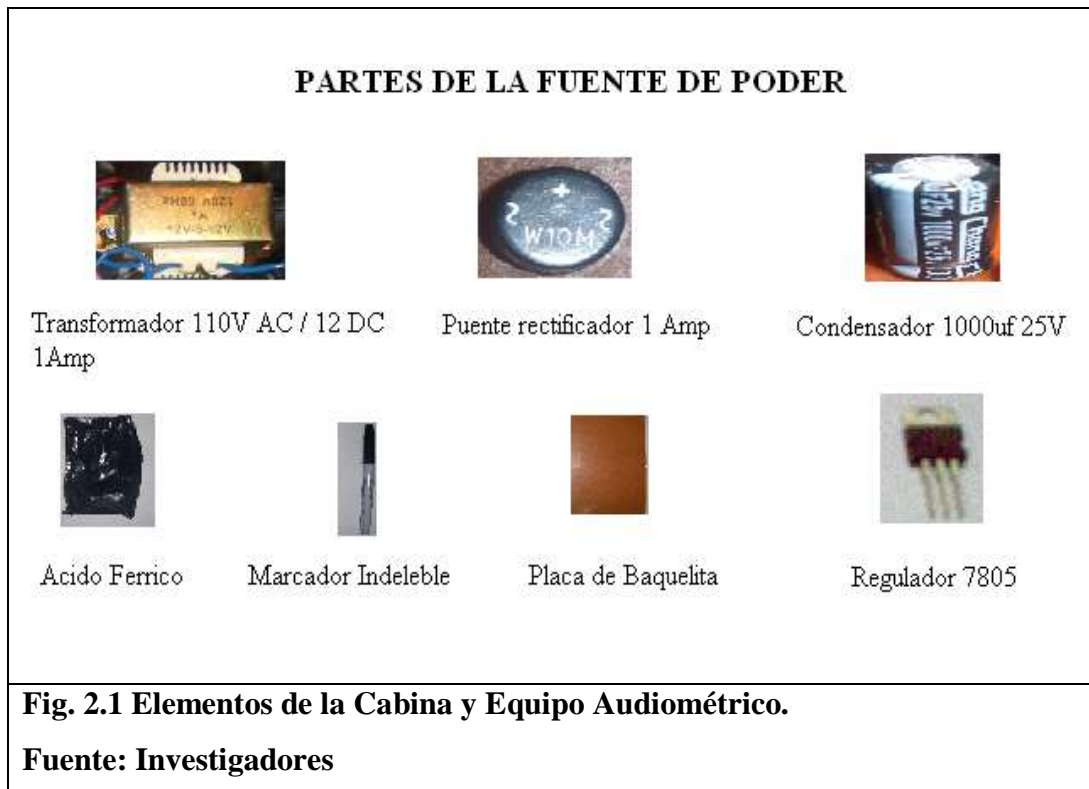 PARTES DE LA FUENTE DE PODER
W10M
Transformador 110V AC / 12 DC
1Amp
Puente rectificador 1 Amp
Condensador 1000uf 25V
Acido Ferrico
Marcador Indeleble
Placa de Baquelita
Regulador 7805
Fig. 2.1 Elementos de la Cabina y Equipo Audiométrico.
Fuente: Investigadores